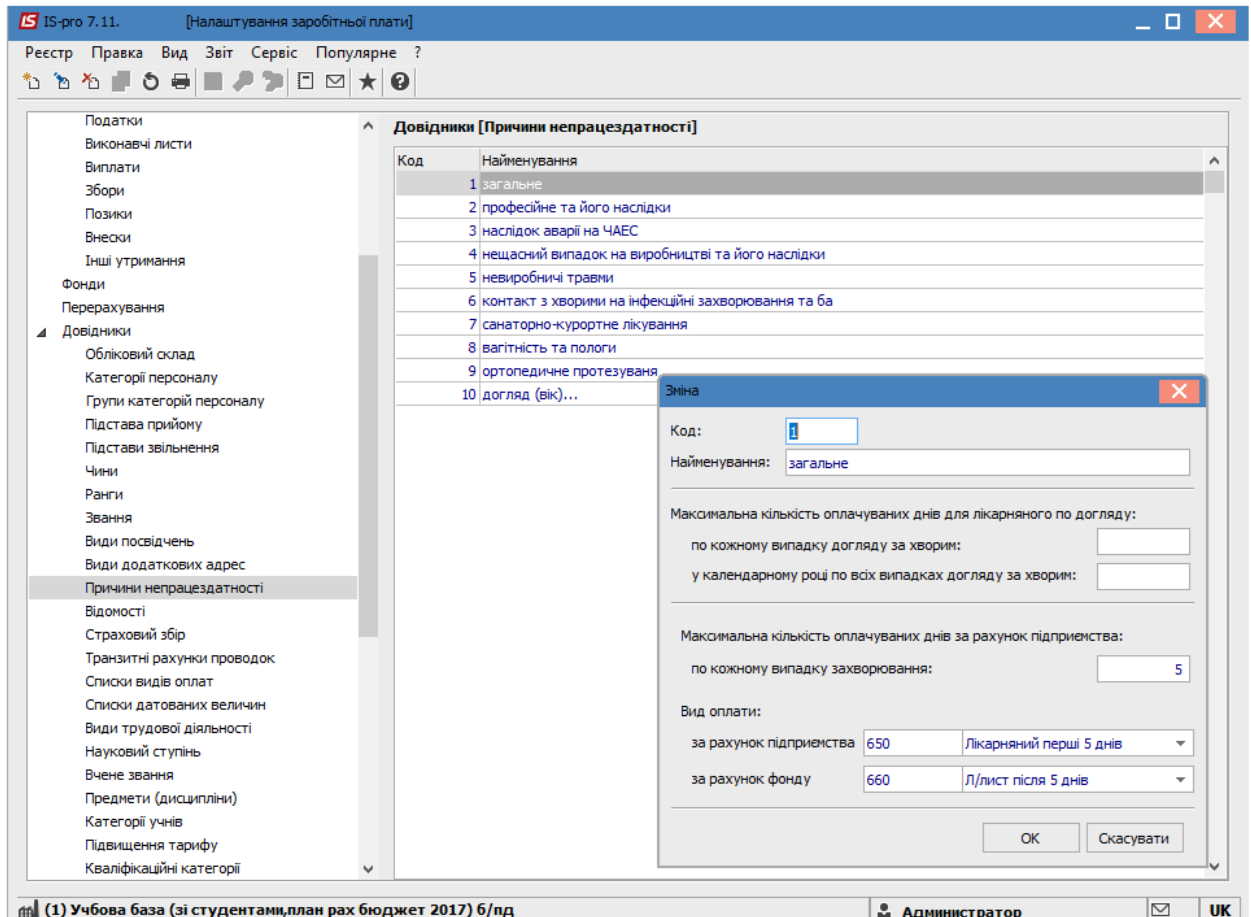 IS-pro 7.11. [Налаштування заробітної плати]
Реєстр Правка Вид Звіт Сервіс Популярне ?
Податки
Виконавчі листи
Виплати
Збори
Позики
Внески
Інші утримання
Фонди
Перерахування
Довідники
Обліковий склад
Категорії персоналу
Групи категорій персоналу
Підстава прийому
Підстави звільнення
Чини
Ранги
Звання
Види посвідчень
Види додаткових адрес
Причини непрацездатності
Відомості
Страховий збір
Транзитні рахунки проводок
Списки видів оплат
Списки датованих величин
Види трудової діяльності
Науковий ступінь
Вчене звання
Предмети (дисципліни)
Категорії учнів
Підвищення тарифу
Кваліфікаційні категорії
Довідники [Причини непрацездатності]
Код Найменування
1 загальне
2 професійне та його наслідки
3 наслідок аварії на ЧАЕС
4 нещасний випадок на виробництві та його наслідки
5 невиробничі травми
6 контакт з хворими на інфекційні захворювання та ба
7 санаторно-курортне лікування
8 вагітність та пологи
9 ортопедичне протезуваня
10 догляд (вік)...
Зміна
Код: 1
Найменування: загальне
Максимальна кількість оплачуваних днів для лікарняного по догляду:
по кожному випадку догляду за хворим:
у календарному році по всіх випадках догляду за хворим:
Максимальна кількість оплачуваних днів за рахунок підприємства:
по кожному випадку захворювання: 5
Вид оплати:
за рахунок підприємства 650 Лікарняний перші 5 днів
за рахунок фонду 660 Л/лист після 5 днів
ОК Скасувати
(1) Учбова база (зі студентами,план рах бюджет 2017) б/пд Администратор UK